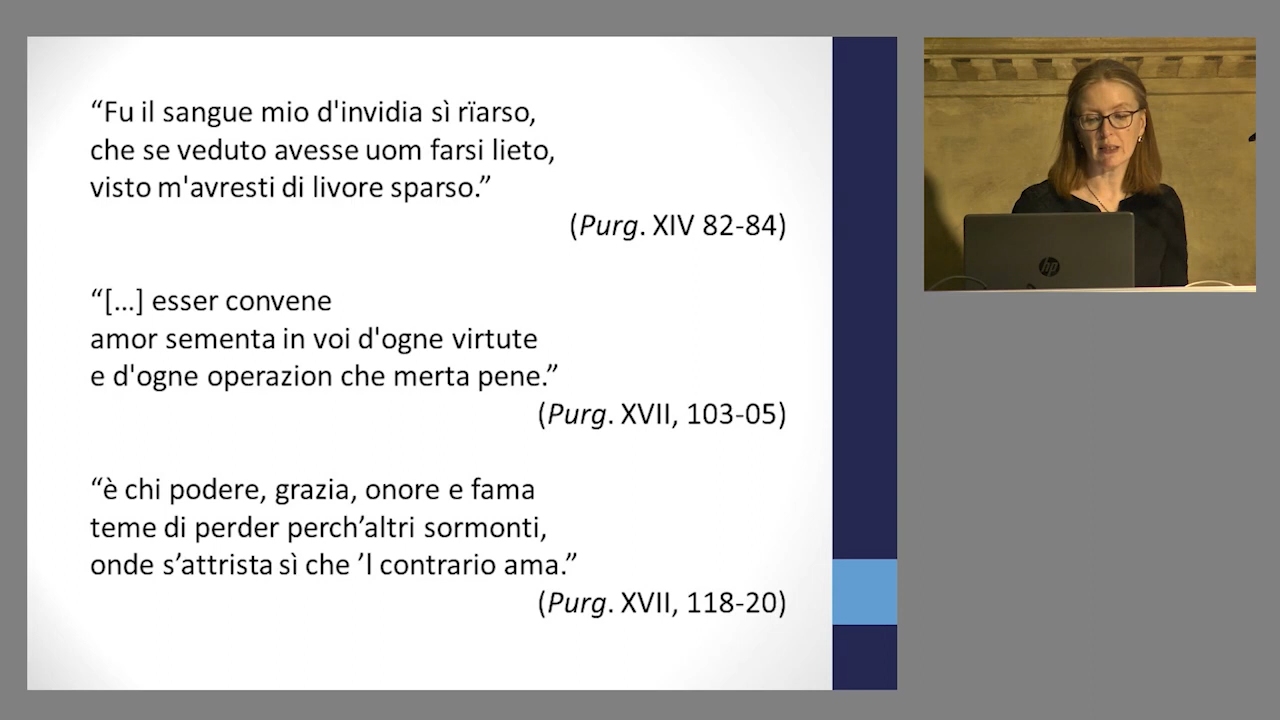 “Fu il sangue mio d'invidia sì rïarso,
che se veduto avesse uom farsi lieto,
visto m'avresti di livore sparso.”
(Purg. XIV 82-84)
“[…] esser convene
amor sementa in voi d'ogne virtute
e d'ogne operazion che merta pene.”
(Purg. XVII, 103-05)
“è chi podere, grazia, onore e fama
teme di perder perch’altri sormonti,
onde s’attrista sì che ’l contrario ama.”
(Purg. XVII, 118-20)
hp